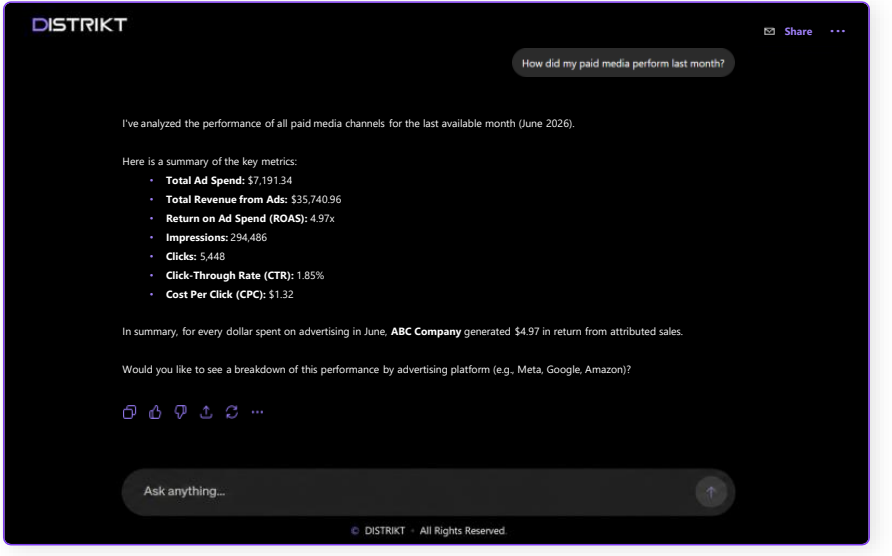 DISTRIKT
Share
How did my paid media perform last month?
I've analyzed the performance of all paid media channels for the last available month (June 2026).
Here is a summary of the key metrics:
• Total Ad Spend: $7,191.34
• Total Revenue from Ads: $35,740.96
• Return on Ad Spend (ROAS): 4.97x
• Impressions: 294,486
• Clicks: 5,448
• Click-Through Rate (CTR): 1.85%
• Cost Per Click (CPC): $1.32
In summary, for every dollar spent on advertising in June, ABC Company generated $4.97 in return from attributed sales.
Would you like to see a breakdown of this performance by advertising platform (e.g., Meta, Google, Amazon)?
Ask anything...
© DISTRIKT • All Rights Reserved.